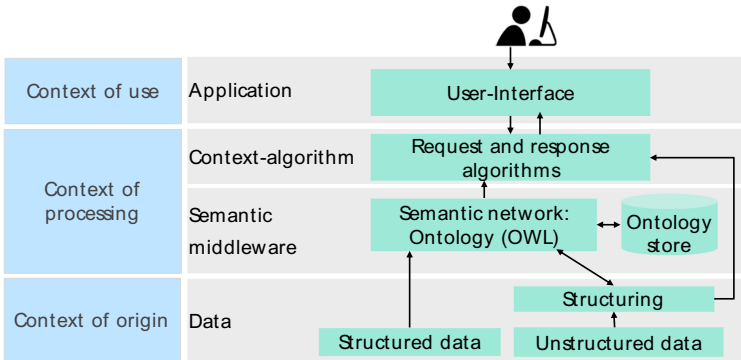 Context of use
Application
User-Interface
Context of
processing
Context-algorithm
Request and response
algorithms
Semantic
middleware
Semantic network:
Ontology (OWL)
Ontology
store
Context of origin
Data
Structuring
Structured data
Unstructured data